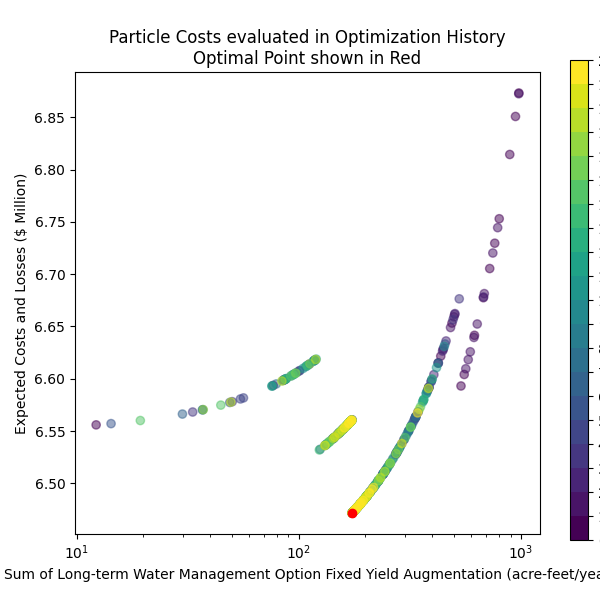 Particle Costs evaluated in Optimization History
Optimal Point shown in Red
Expected Costs and Losses ($ Million)
6.85
6.80
6.75
6.70
6.65
6.60
6.55
6.50
10¹
10²
10³
Sum of Long-term Water Management Option Fixed Yield Augmentation (acre-feet/yea